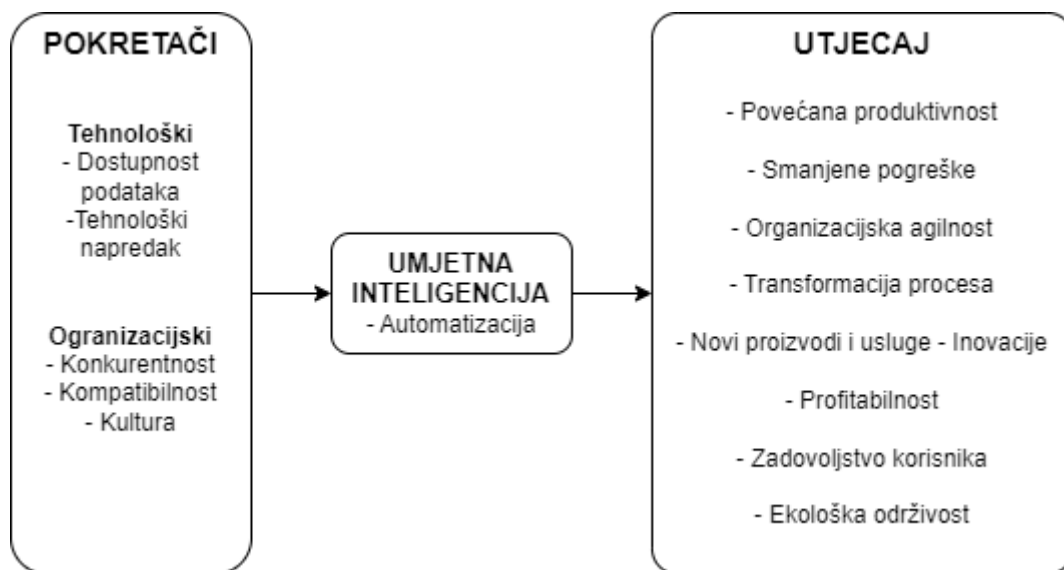 POKRETAČI
Tehnološki
- Dostupnost
podataka
-Tehnološki
napredak
Ogranizacijski
- Konkurentnost
- Kompatibilnost
- Kultura
UMJETNA
INTELIGENCIJA
- Automatizacija
UTJECAJ
- Povećana produktivnost
- Smanjene pogreške
- Organizacijska agilnost
- Transformacija procesa
- Novi proizvodi i usluge - Inovacije
- Profitabilnost
- Zadovoljstvo korisnika
- Ekološka održivost